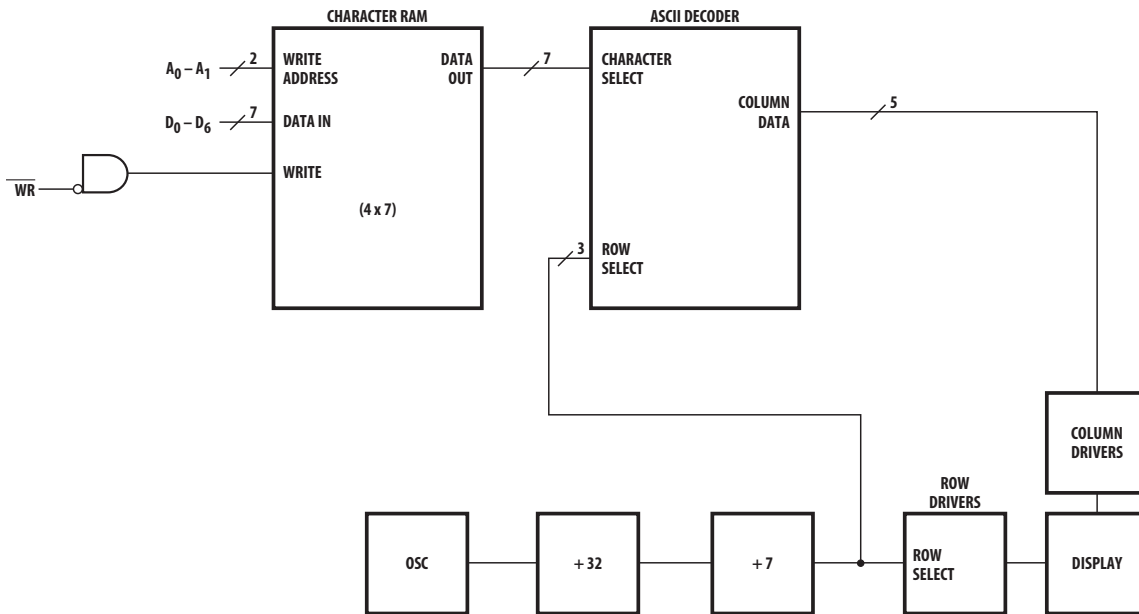 CHARACTER RAM
ASCII DECODER
A0 – A1
2
WRITE
ADDRESS
DATA
OUT
7
CHARACTER
SELECT
D0 – D6
7
DATA IN
COLUMN
DATA
5
WR
WRITE
(4 x 7)
3
ROW
SELECT
COLUMN
DRIVERS
ROW
DRIVERS
OSC
+ 32
+ 7
ROW
SELECT
DISPLAY